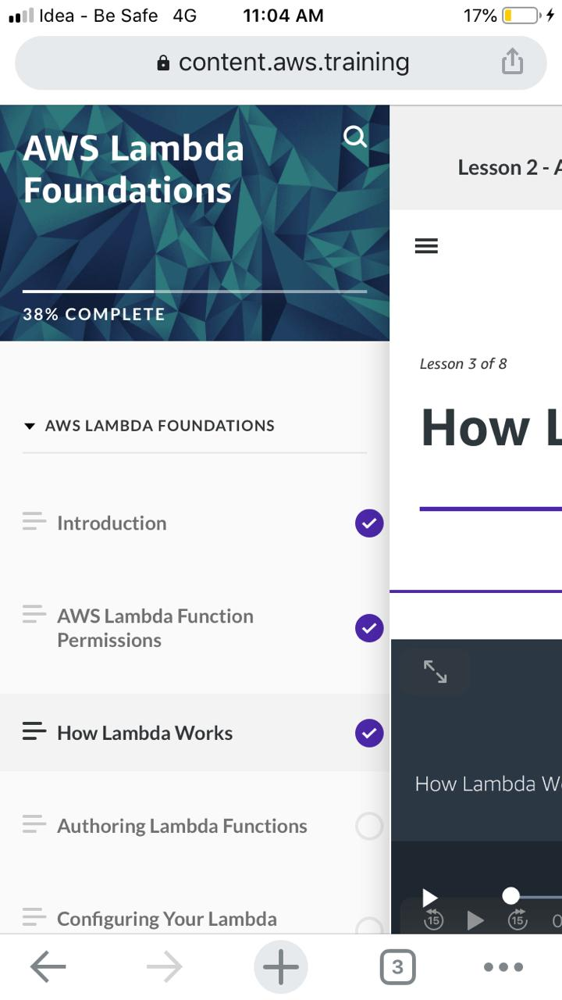 Idea - Be Safe 4G 11:04 AM 17%
content.aws.training
AWS Lambda
Foundations
38% COMPLETE
AWS LAMBDA FOUNDATIONS
Introduction
AWS Lambda Function
Permissions
How Lambda Works
Authoring Lambda Functions
Configuring Your Lambda
Lesson 2 - A
Lesson 3 of 8
How L
How Lambda W
15 15 0
3